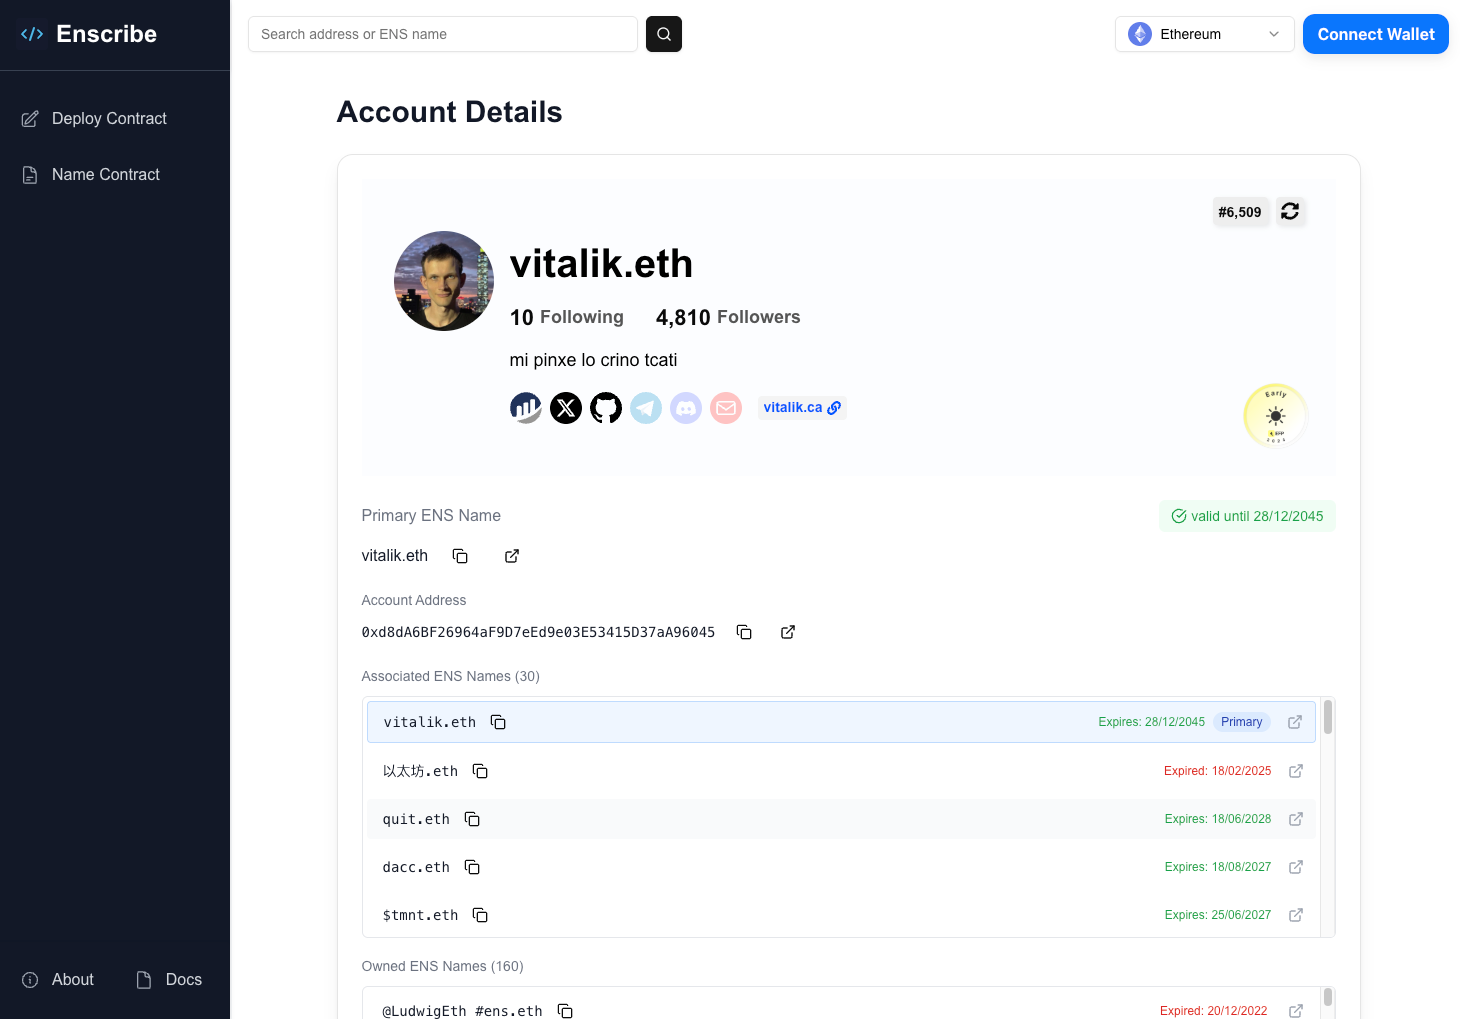 Enscribe
Search address or ENS name
Ethereum
Connect Wallet
Deploy Contract
Name Contract
Account Details
#6,509
vitalik.eth
10 Following 4,810 Followers
mi pinxe lo crino tcati
vitalik.ca
Early
EFP
2024
Primary ENS Name
valid until 28/12/2045
vitalik.eth
Account Address
0xd8dA6BF26964aF9D7eEd9e03E53415D37aA96045
Associated ENS Names (30)
vitalik.eth Expires: 28/12/2045 Primary
以太坊.eth Expired: 18/02/2025
quit.eth Expires: 18/06/2028
dacc.eth Expires: 18/08/2027
$tmnt.eth Expires: 25/06/2027
Owned ENS Names (160)
@LudwigEth #ens.eth Expired: 20/12/2022
About Docs